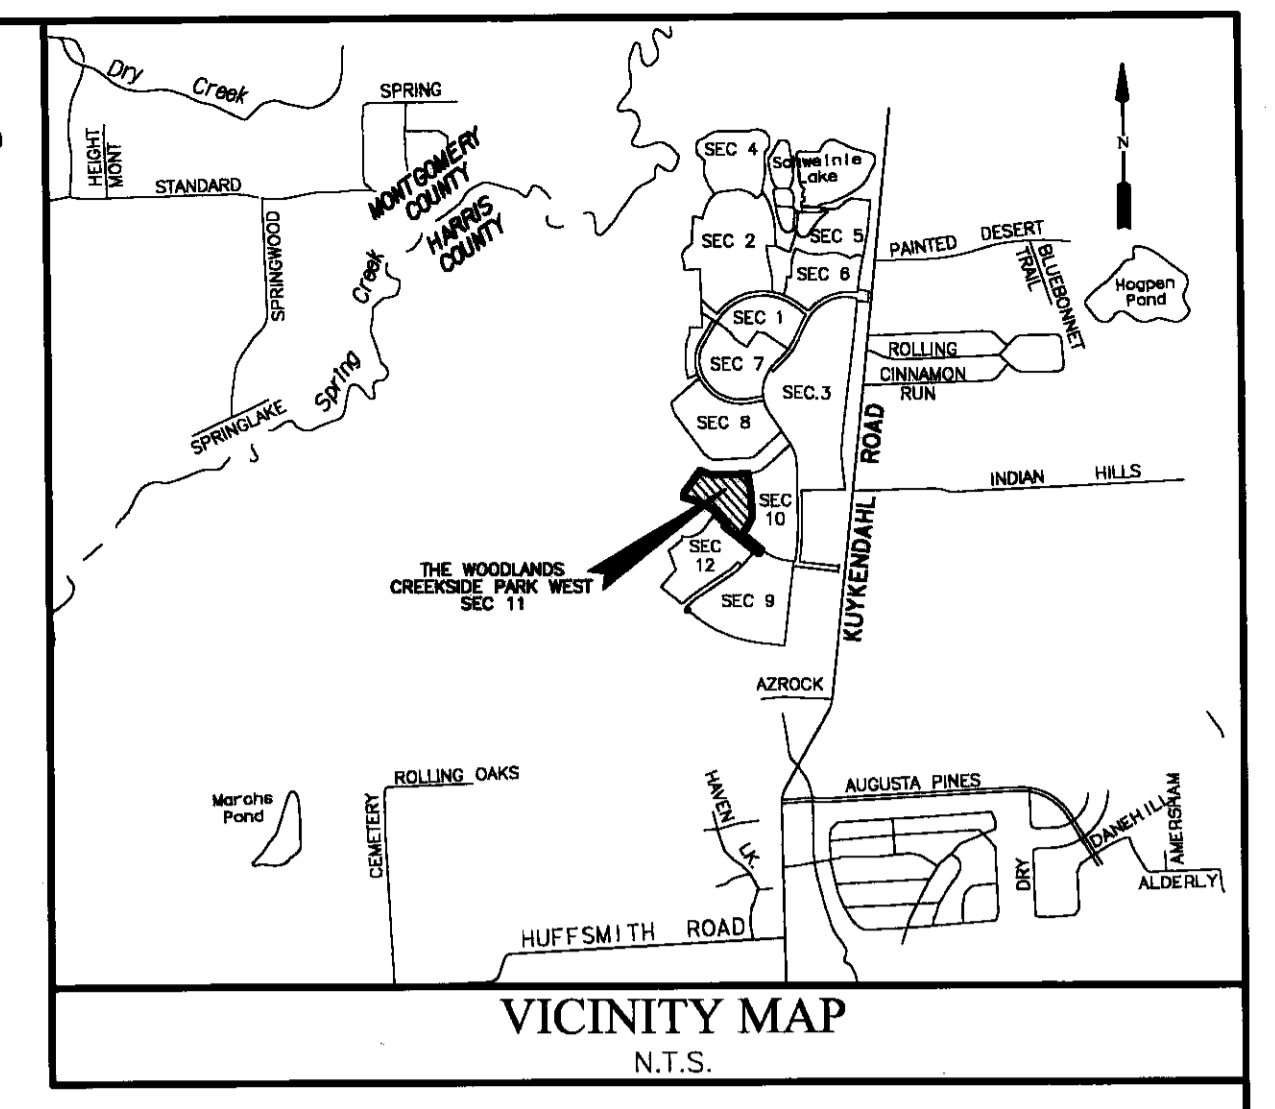 Dry Creek
SPRING
HEIGHT
MONT
STANDARD
MONTGOMERY
COUNTY
HARRIS
COUNTY
SPRINGWOOD
Spring Creek
SPRINGLAKE
SEC 4
Schweinle
Lake
N
SEC 2
SEC 5
SEC 6
PAINTED DESERT
BLUEBONNET
TRAIL
Hogpen
Pond
SEC 1
SEC 7
SEC.3
ROLLING
CINNAMON
RUN
SEC 8
KUYKENDAHL ROAD
INDIAN HILLS
SEC
10
SEC
12
THE WOODLANDS
CREEKSIDE PARK WEST
SEC 11
SEC 9
AZROCK
ROLLING OAKS
Marohs
Pond
CEMETERY
HAVEN
LK.
AUGUSTA PINES
DANEHILL
AMERSHAM
DRY
ALDERLY
HUFFSMITH ROAD
VICINITY MAP
N.T.S.